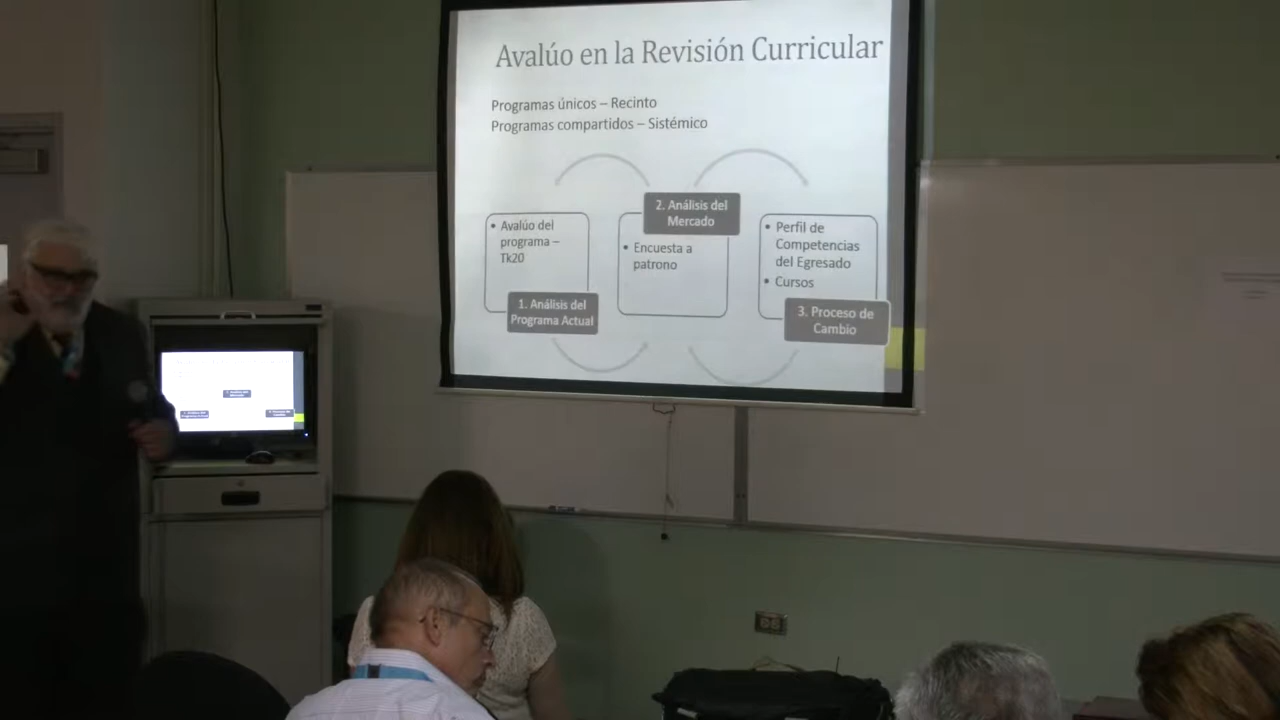 Avalúo en la Revisión Curricular
Programas únicos – Recinto
Programas compartidos – Sistémico
• Avalúo del
programa –
Tk20
1. Análisis del
Programa Actual
2. Análisis del
Mercado
• Encuesta a
patrono
• Perfil de
Competencias
del Egresado
• Cursos
3. Proceso de
Cambio